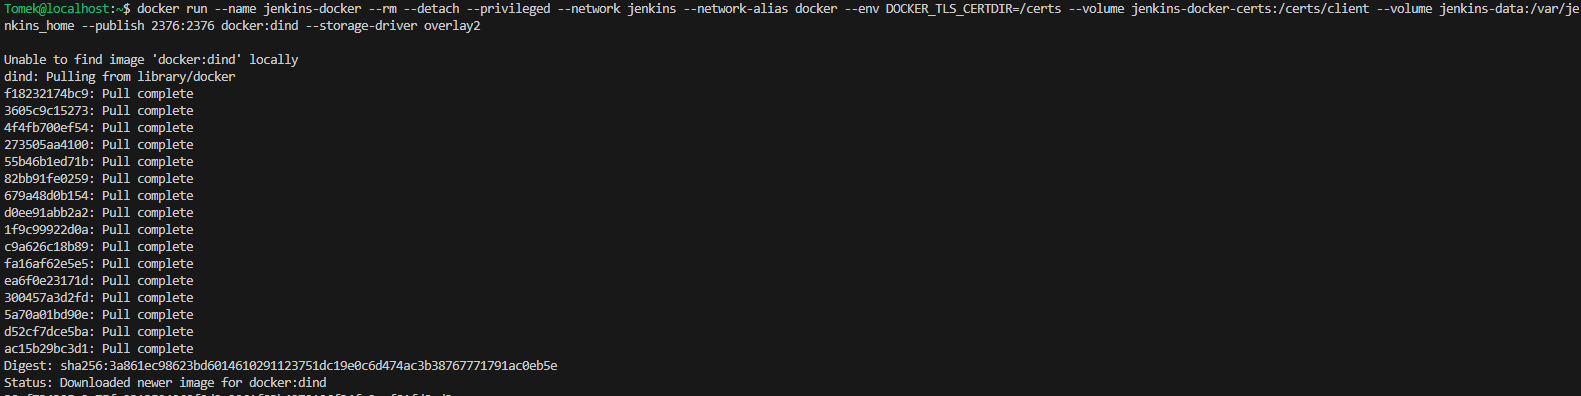 Tomek@localhost:~$ docker run --name jenkins-docker --rm --detach --privileged --network jenkins --network-alias docker --env DOCKER_TLS_CERTDIR=/certs --volume jenkins-docker-certs:/certs/client --volume jenkins-data:/var/je
nkins_home --publish 2376:2376 docker:dind --storage-driver overlay2
Unable to find image 'docker:dind' locally
dind: Pulling from library/docker
f18232174bc9: Pull complete
3605c9c15273: Pull complete
4f4fb700ef54: Pull complete
273505aa4100: Pull complete
55b46b1ed71b: Pull complete
82bb91fe0259: Pull complete
679a48d0b154: Pull complete
d0ee91abb2a2: Pull complete
1f9c99922d0a: Pull complete
c9a626c18b89: Pull complete
fa16af62e5e5: Pull complete
ea6f0e23171d: Pull complete
300457a3d2fd: Pull complete
5a70a01bd90e: Pull complete
d52cf7dce5ba: Pull complete
ac15b29bc3d1: Pull complete
Digest: sha256:3a861ec98623bd6014610291123751dc19e0c6d474ac3b38767771791ac0eb5e
Status: Downloaded newer image for docker:dind